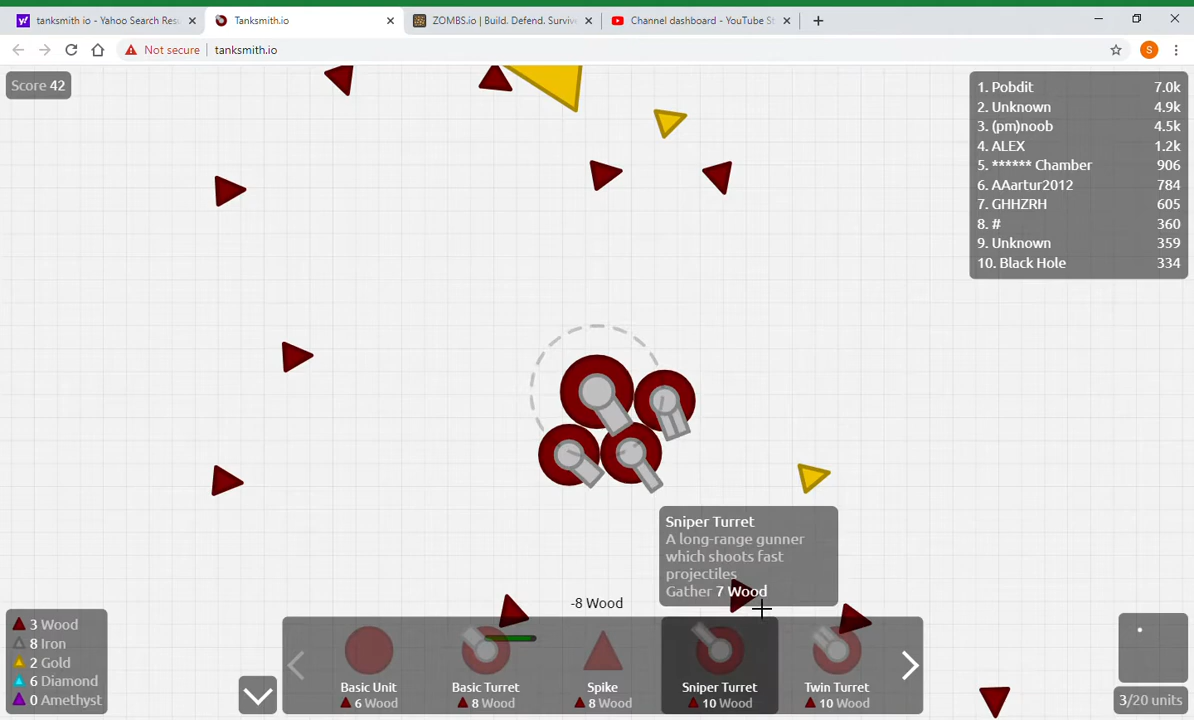 tanksmith io - Yahoo Search Resu
Tanksmith.io
ZOMBS.io | Build. Defend. Survive
Channel dashboard - YouTube St
Not secure
tanksmith.io
S
Score 42
1. Pobdit 7.0k
2. Unknown 4.9k
3. (pm)noob 4.5k
4. ALEX 1.2k
5. ****** Chamber 906
6. AAartur2012 784
7. GHHZRH 605
8. # 360
9. Unknown 359
10. Black Hole 334
Sniper Turret
A long-range gunner
which shoots fast
projectiles
Gather 7 Wood
-8 Wood
3 Wood
8 Iron
2 Gold
6 Diamond
0 Amethyst
Basic Unit
6 Wood
Basic Turret
8 Wood
Spike
8 Wood
Sniper Turret
10 Wood
Twin Turret
10 Wood
3/20 units